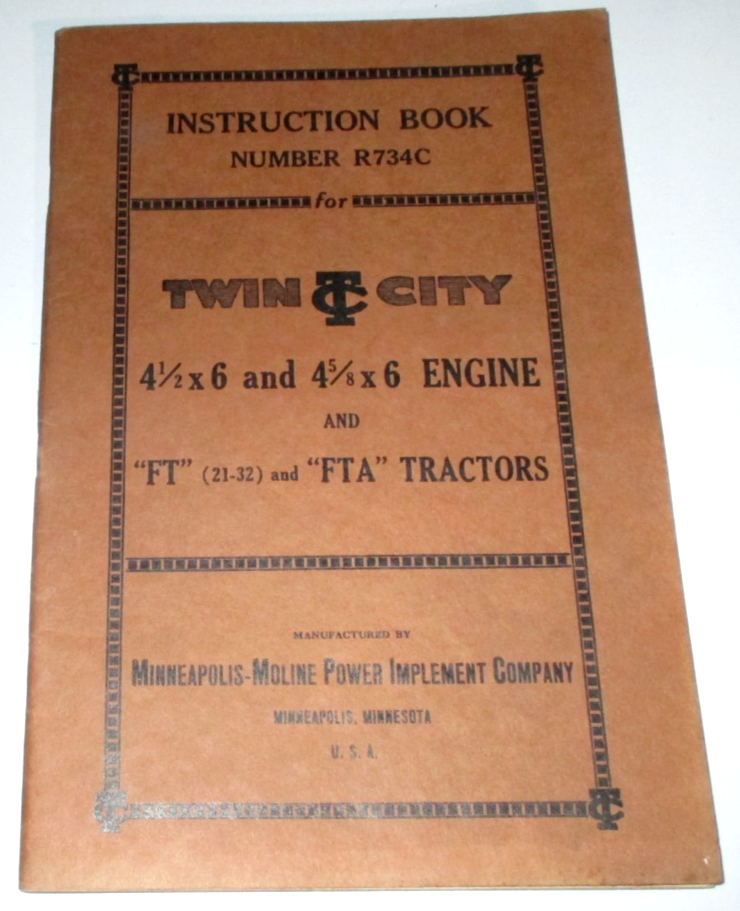 INSTRUCTION BOOK
NUMBER R734C
for
TWIN TC CITY
4½ x 6 and 4⅝ x 6 ENGINE
AND
"FT" (21-32) and "FTA" TRACTORS
MANUFACTURED BY
MINNEAPOLIS-MOLINE POWER IMPLEMENT COMPANY
MINNEAPOLIS, MINNESOTA
U. S. A.